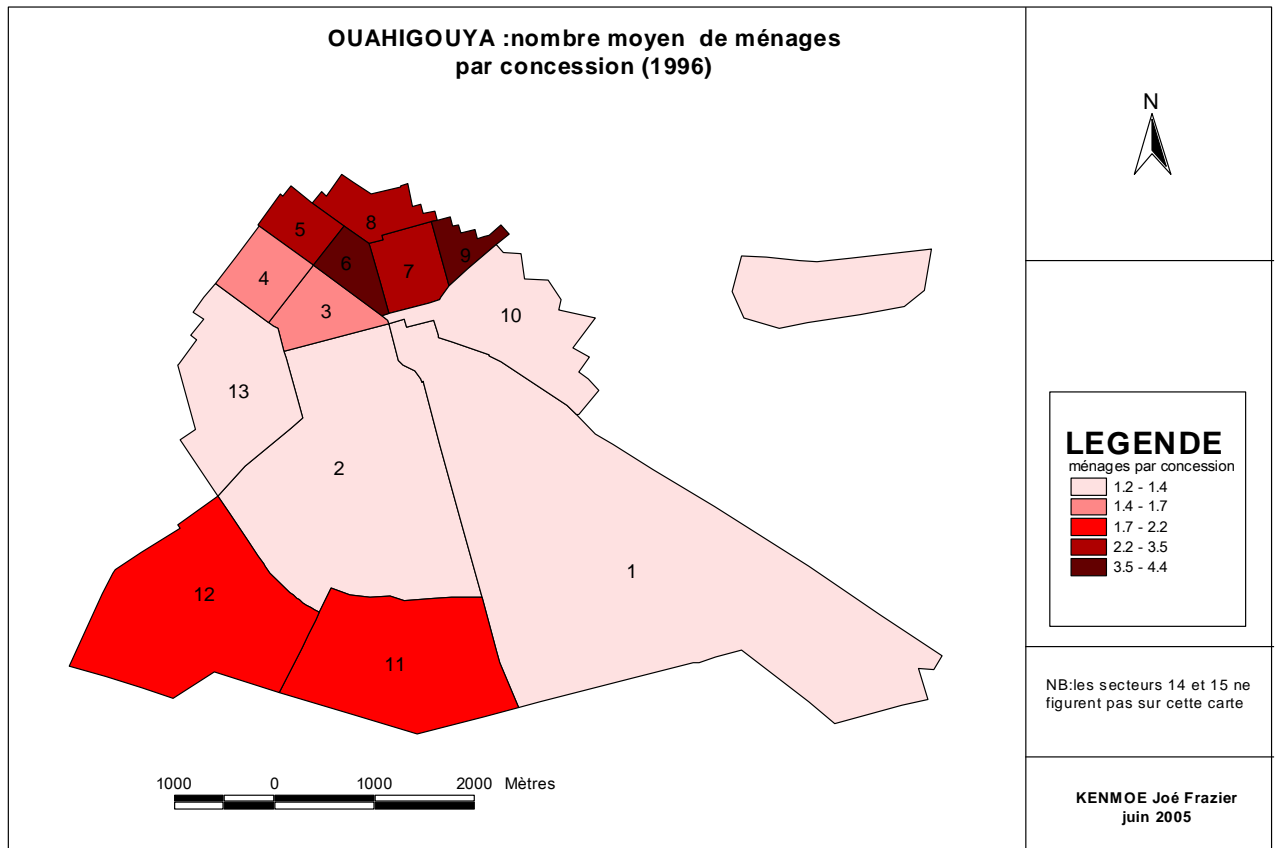 OUAHIGOUYA :nombre moyen  de ménages
par concession (1996)
N
5
8
6
7
9
4
3
10
13
2
1
12
11
LEGENDE
ménages par concession
1.2 - 1.4
1.4 - 1.7
1.7 - 2.2
2.2 - 3.5
3.5 - 4.4
NB:les secteurs 14 et 15 ne
figurent pas sur cette carte
1000 0 1000 2000 Mètres
KENMOE Joé Frazier
juin 2005